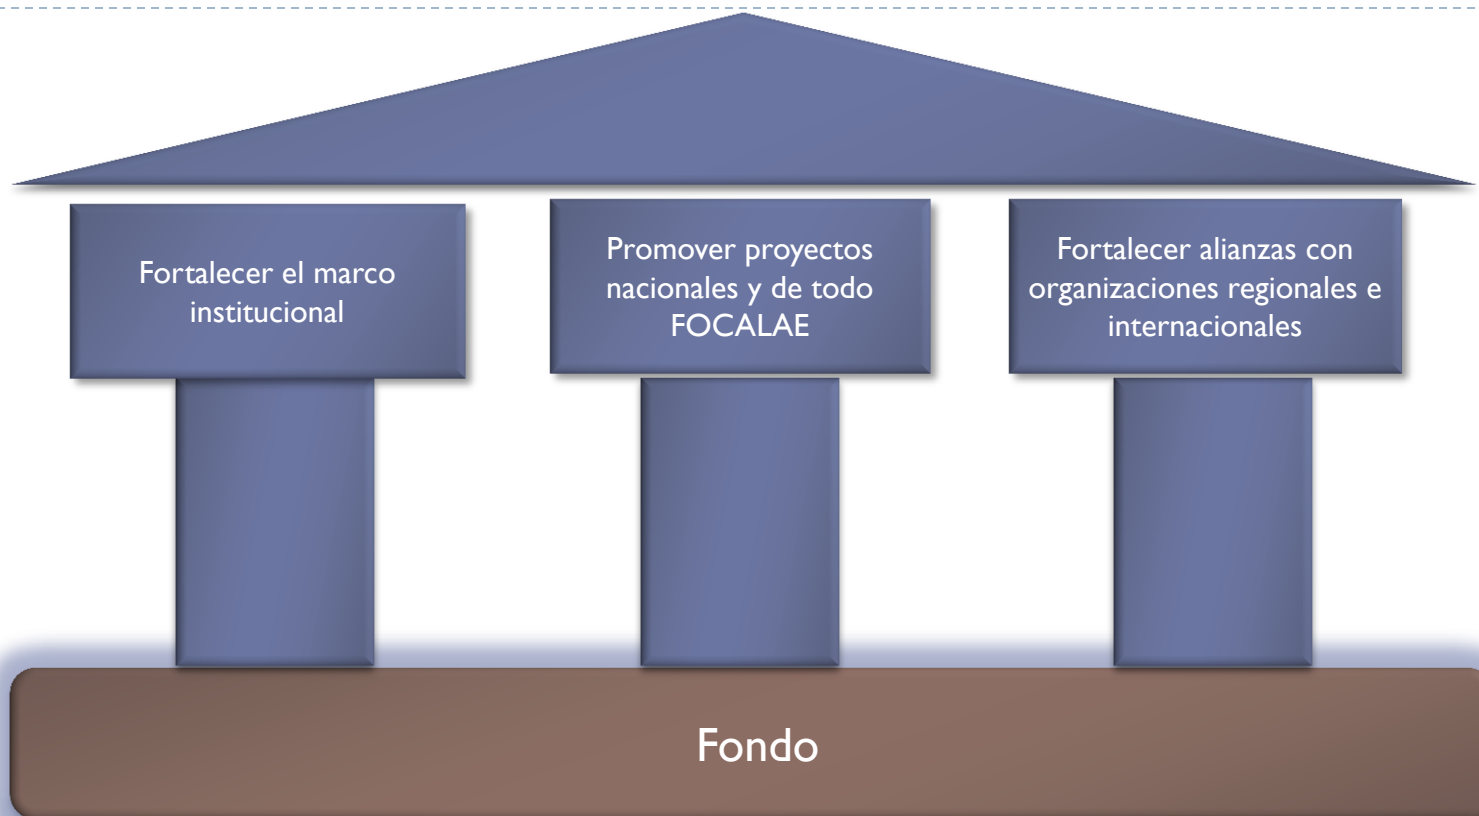 Fortalecer el marco
institucional
Promover proyectos
nacionales y de todo
FOCALAE
Fortalecer alianzas con
organizaciones regionales e
internacionales
Fondo